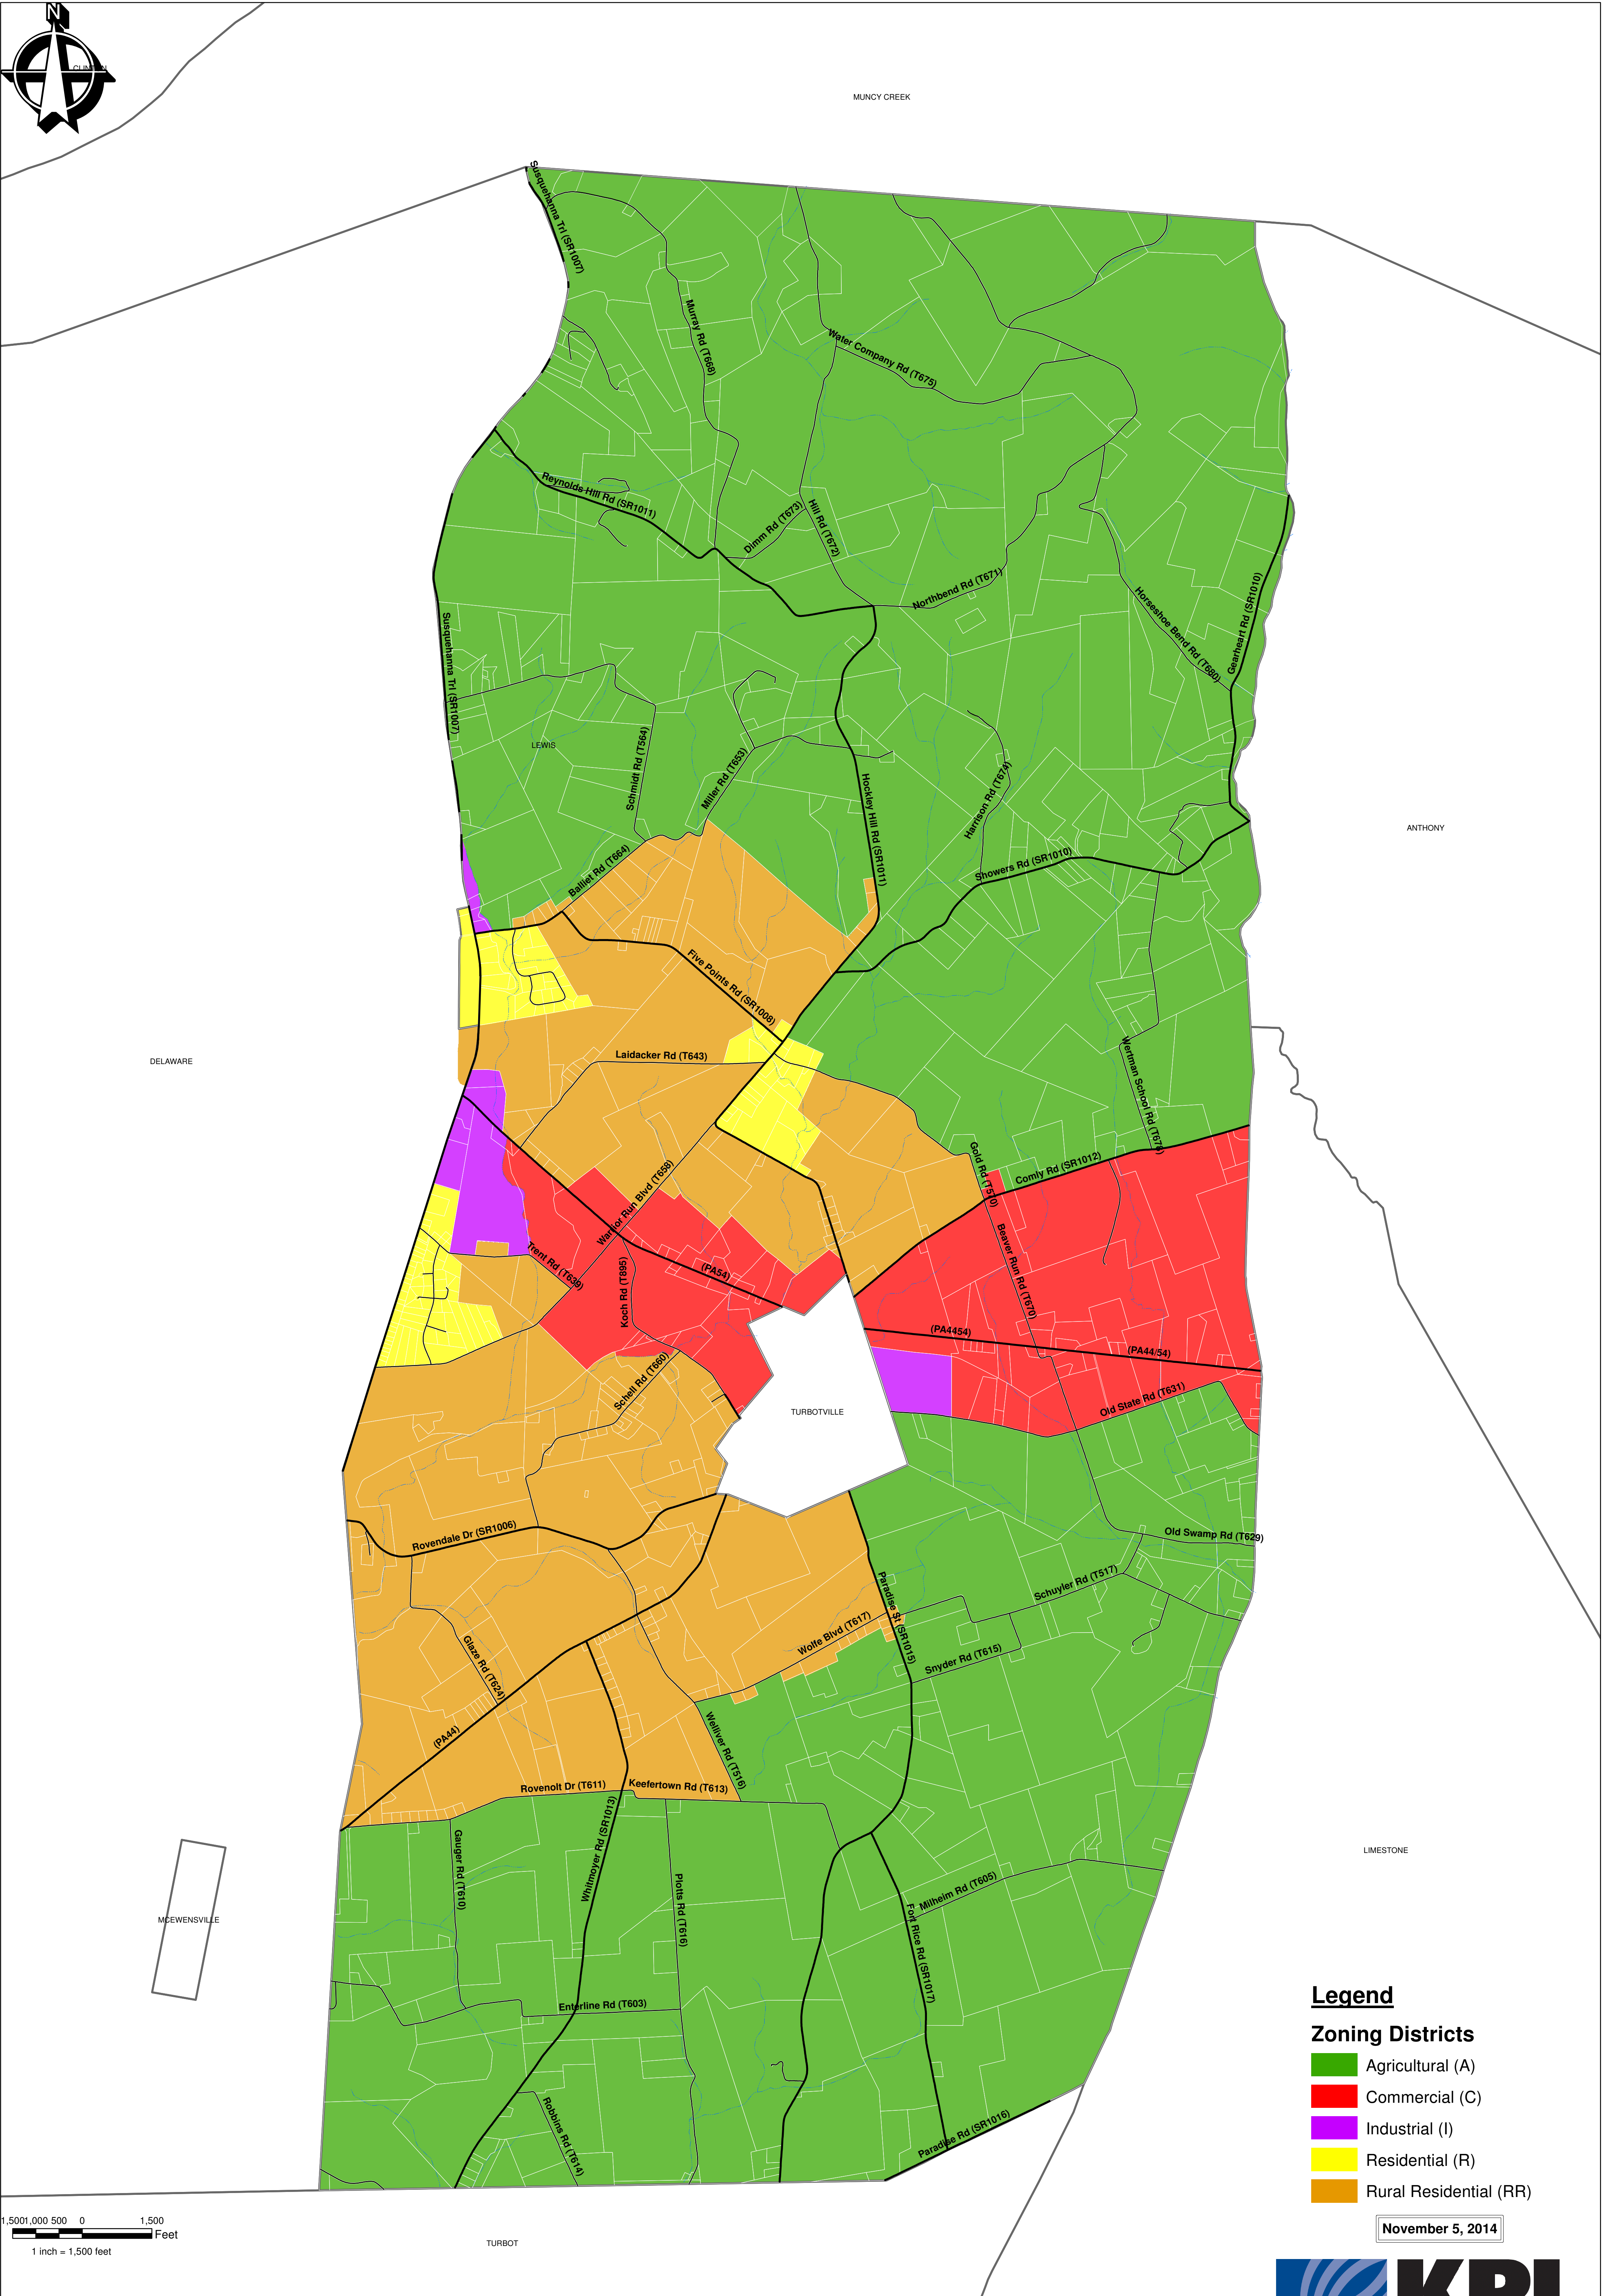 N
CLINTON
MUNCY CREEK
Susquehanna Trl (SR1007)
Murray Rd (T668)
Water Company Rd (T675)
Reynolds Hill Rd (SR1011)
Dimm Rd (T673)
Hill Rd (T672)
Northbend Rd (T671)
Horseshoe Bend Rd (T680)
Gearheart Rd (SR1010)
Susquehanna Trl (SR1007)
LEWIS
Schmidt Rd (T564)
Miller Rd (T653)
Hockley Hill Rd (SR1011)
Harrison Rd (T674)
ANTHONY
Showers Rd (SR1010)
Balliet Rd (T664)
Five Points Rd (SR1008)
Laidacker Rd (T643)
DELAWARE
Wertman School Rd (T678)
Gold Rd (T570)
Comly Rd (SR1012)
Warrior Run Blvd (T658)
Trent Rd (T639)
Koch Rd (T895)
(PA54)
Beaver Run Rd (T670)
(PA4454)
(PA44/54)
Schell Rd (T660)
Old State Rd (T631)
TURBOTVILLE
Rovendale Dr (SR1006)
Old Swamp Rd (T629)
Schuyler Rd (T517)
Paradise St (SR1015)
Wolfe Blvd (T617)
Snyder Rd (T615)
Glaze Rd (T624)
(PA44)
Welliver Rd (T516)
Rovenolt Dr (T611)
Keefertown Rd (T613)
Whitmoyer Rd (SR1013)
Gauger Rd (T610)
Plotts Rd (T616)
LIMESTONE
Milheim Rd (T605)
Fort Rice Rd (SR1017)
MCEWENSVILLE
Enterline Rd (T603)
Robbins Rd (T614)
Paradise Rd (SR1016)
Legend
Zoning Districts
Agricultural (A)
Commercial (C)
Industrial (I)
Residential (R)
Rural Residential (RR)
November 5, 2014
1,500 1,000 500 0 1,500
Feet
1 inch = 1,500 feet
TURBOT